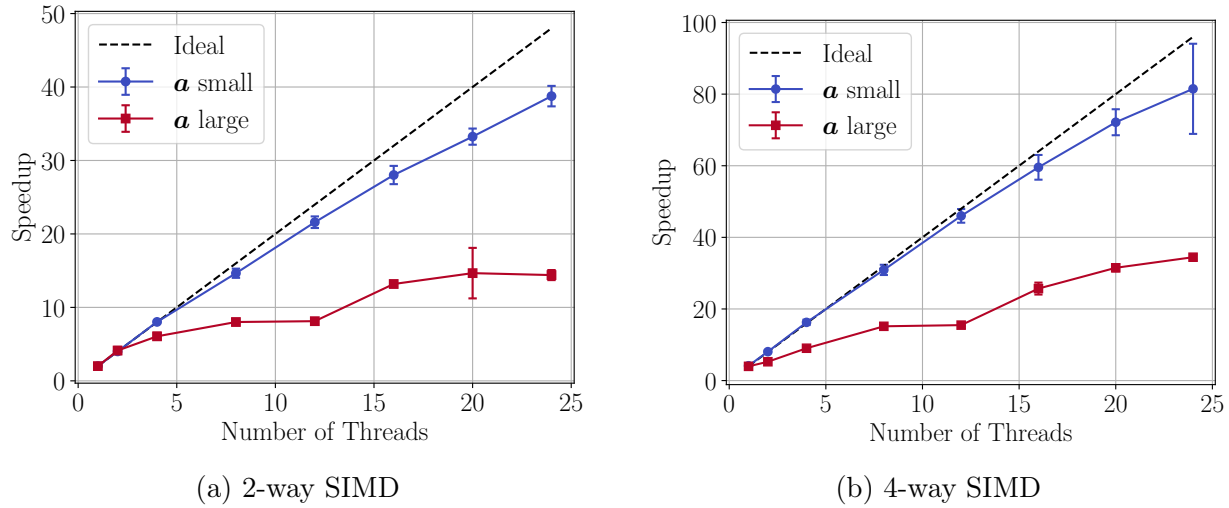 50
40
30
20
10
0
Speedup
Ideal
a small
a large
0 5 10 15 20 25
Number of Threads
(a) 2-way SIMD
100
80
60
40
20
0
Speedup
Ideal
a small
a large
0 5 10 15 20 25
Number of Threads
(b) 4-way SIMD